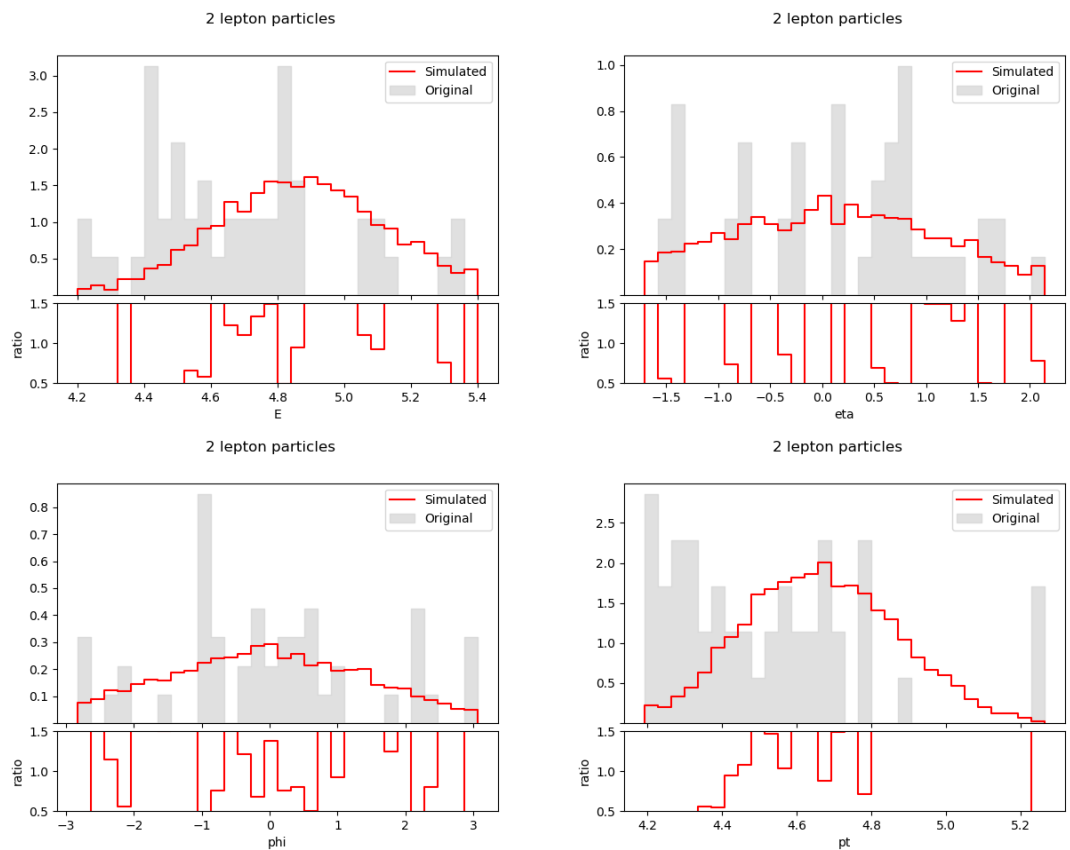 2 lepton particles
Simulated
Original
3.0
2.5
2.0
1.5
1.0
0.5
1.5
1.0
0.5
ratio
4.2 4.4 4.6 4.8 5.0 5.2 5.4
E
2 lepton particles
Simulated
Original
1.0
0.8
0.6
0.4
0.2
1.5
1.0
0.5
ratio
−1.5 −1.0 −0.5 0.0 0.5 1.0 1.5 2.0
eta
2 lepton particles
Simulated
Original
0.8
0.7
0.6
0.5
0.4
0.3
0.2
0.1
1.5
1.0
0.5
ratio
−3 −2 −1 0 1 2 3
phi
2 lepton particles
Simulated
Original
2.5
2.0
1.5
1.0
0.5
1.5
1.0
0.5
ratio
4.2 4.4 4.6 4.8 5.0 5.2
pt